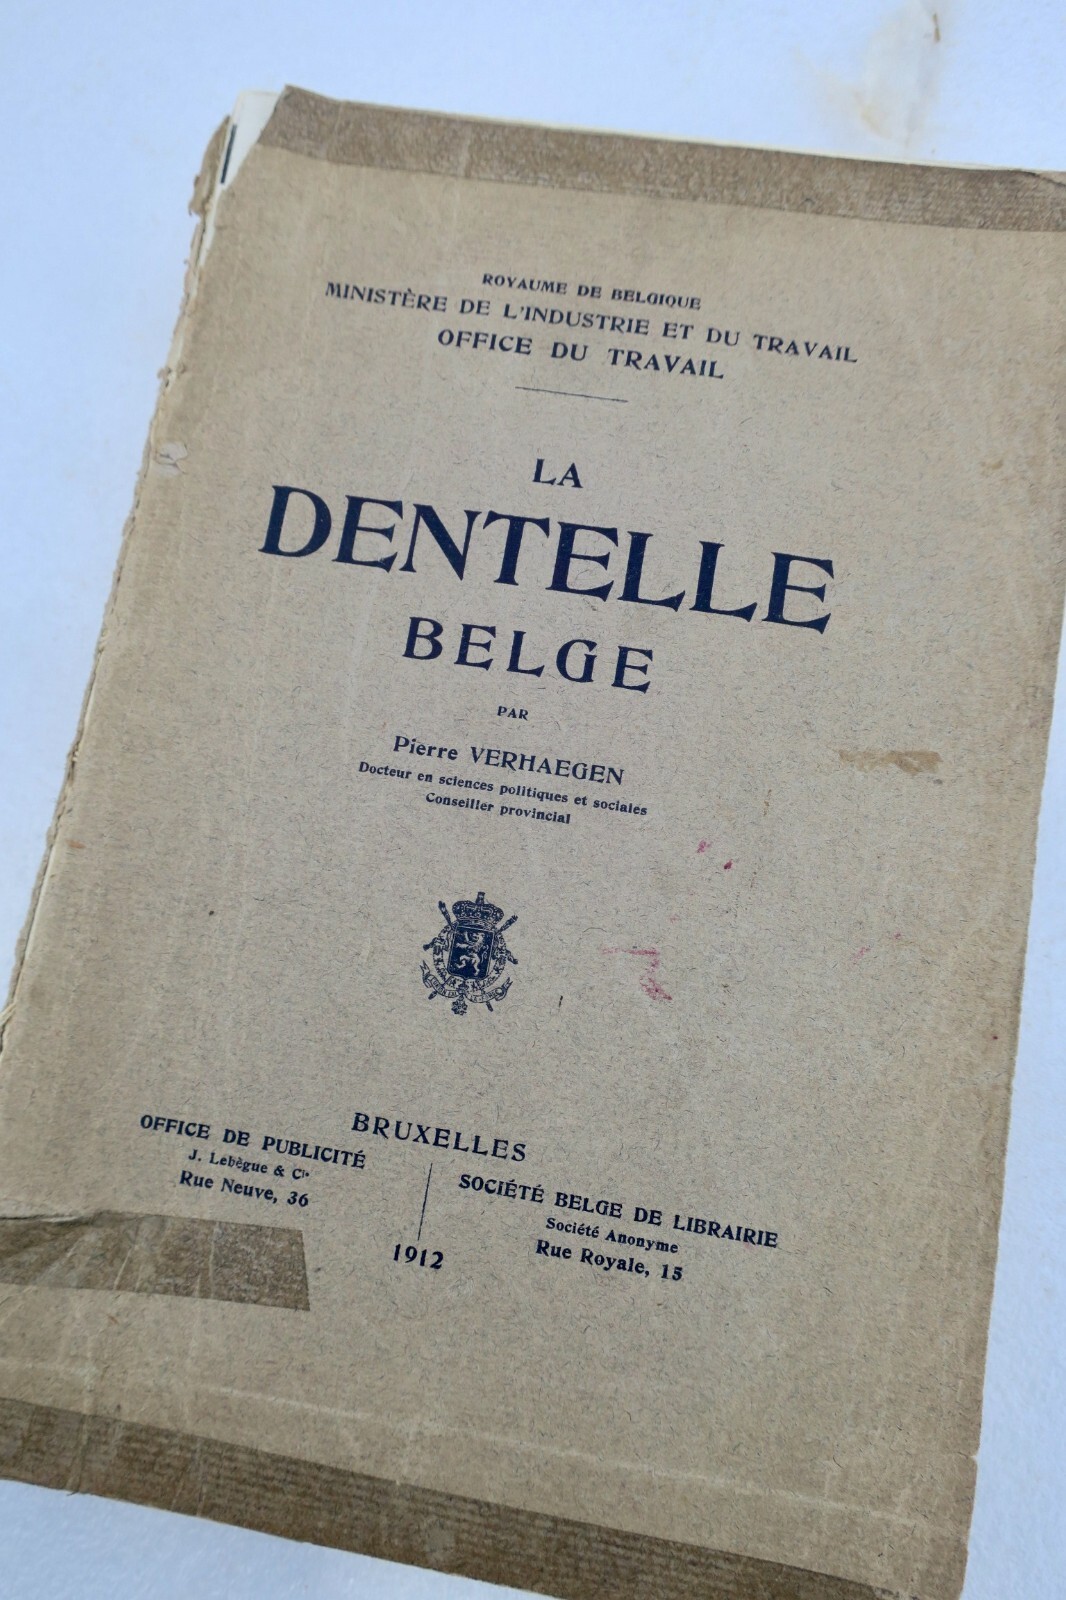 ROYAUME DE BELGIQUE
MINISTÈRE DE L'INDUSTRIE ET DU TRAVAIL
OFFICE DU TRAVAIL
LA
DENTELLE
BELGE
PAR
Pierre VERHAEGEN
Docteur en sciences politiques et sociales
Conseiller provincial
BRUXELLES
OFFICE DE PUBLICITÉ
J. Lebègue & Cie
Rue Neuve, 36
SOCIÉTÉ BELGE DE LIBRAIRIE
Société Anonyme
Rue Royale, 15
1912